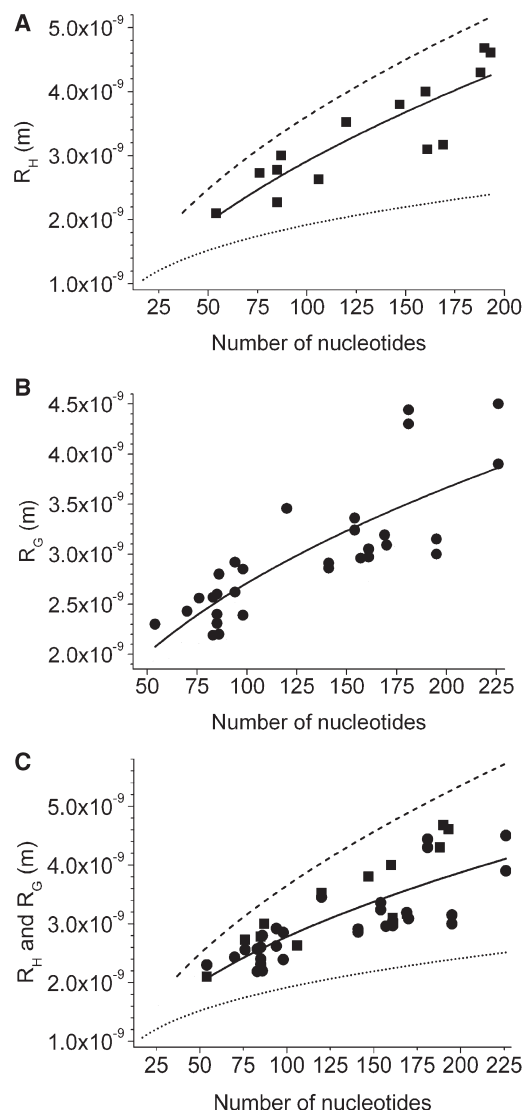 A
5.0x10⁻⁹
4.0x10⁻⁹
3.0x10⁻⁹
2.0x10⁻⁹
1.0x10⁻⁹
R_H (m)
25 50 75 100 125 150 175 200
Number of nucleotides
B
4.5x10⁻⁹
4.0x10⁻⁹
3.5x10⁻⁹
3.0x10⁻⁹
2.5x10⁻⁹
2.0x10⁻⁹
R_G (m)
50 75 100 125 150 175 200 225
Number of nucleotides
C
5.0x10⁻⁹
4.0x10⁻⁹
3.0x10⁻⁹
2.0x10⁻⁹
1.0x10⁻⁹
R_H and R_G (m)
25 50 75 100 125 150 175 200 225
Number of nucleotides